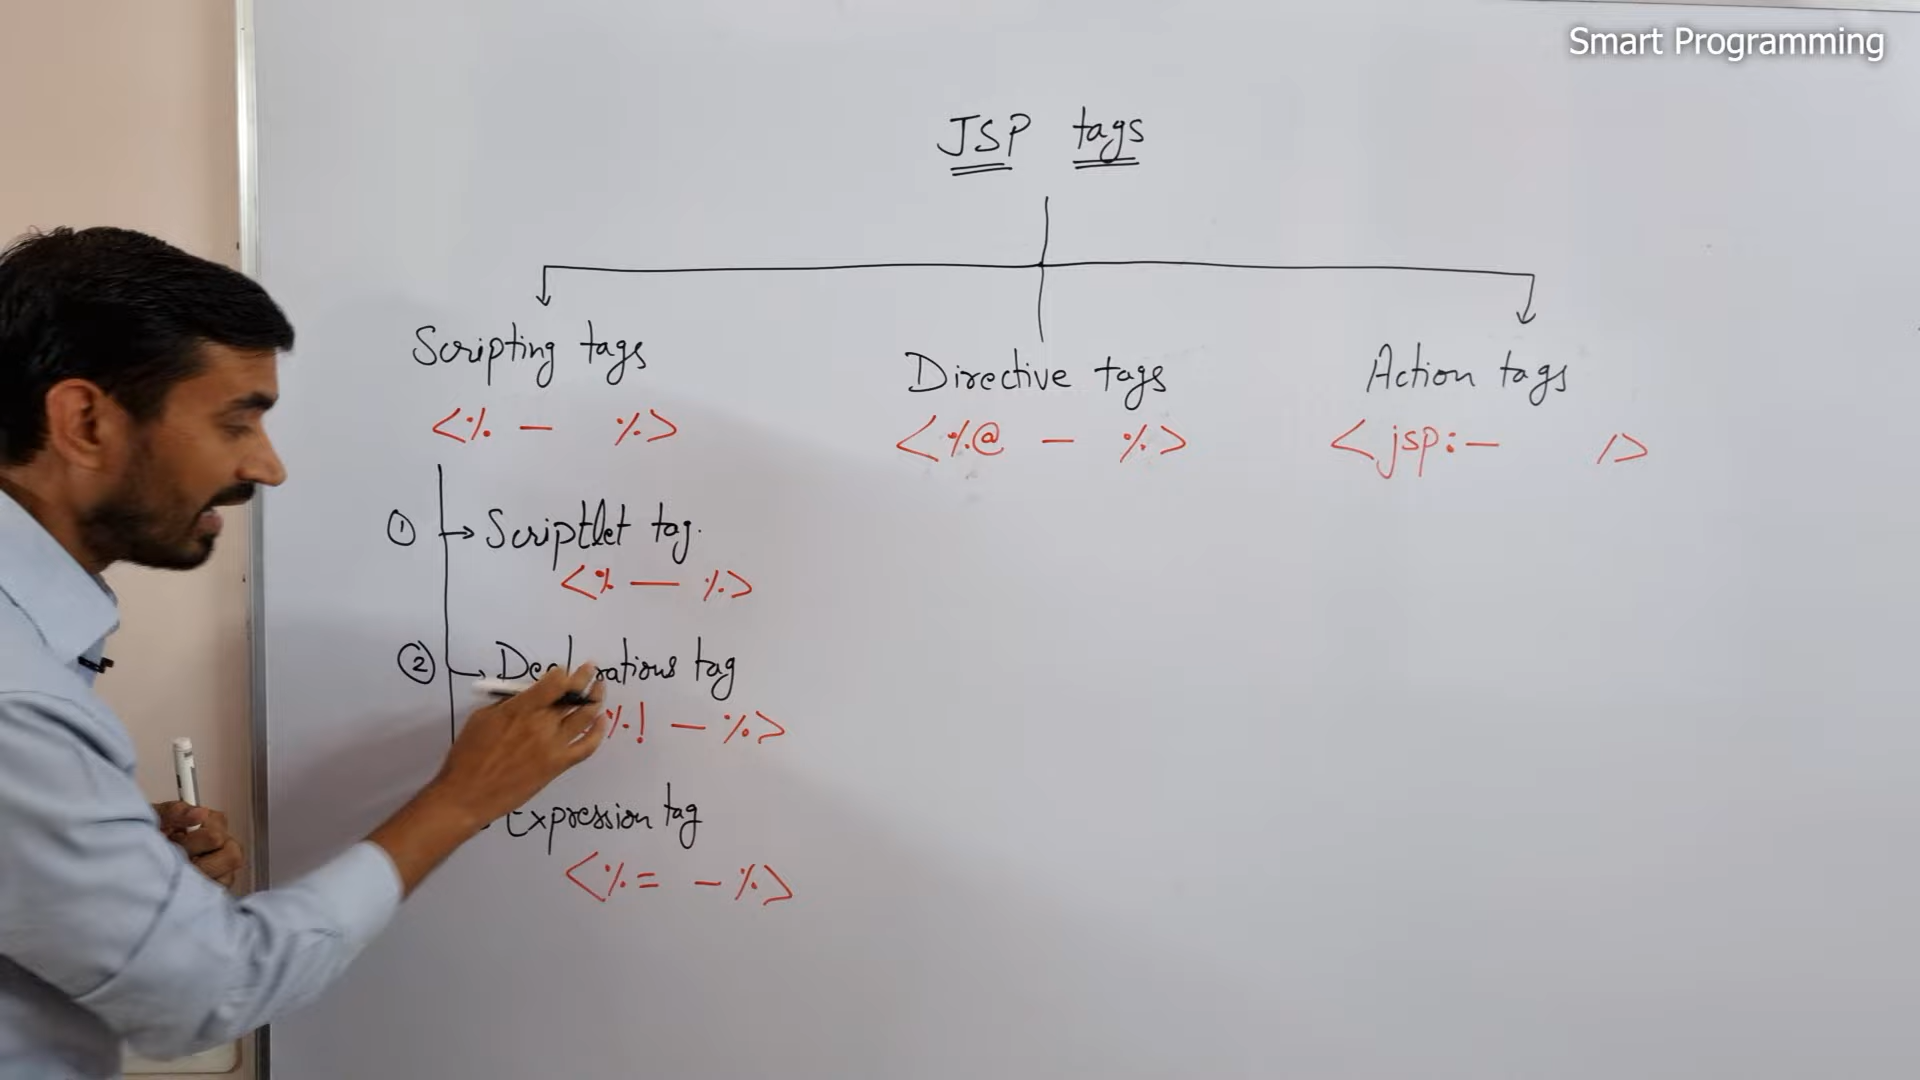 Smart Programming
JSP tags
Scripting tags
<% - %>
① → Scriptlet tag.
<% — %>
② → Declarations tag
%! - %>
Expression tag
<%= - %>
Directive tags
<%@ - %>
Action tags
<jsp:- />